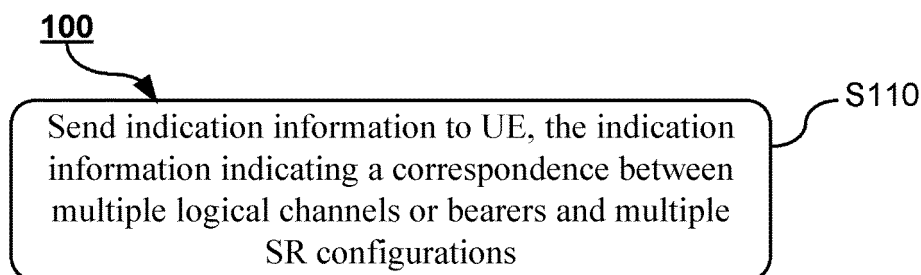 100
S110
Send indication information to UE, the indication
information indicating a correspondence between
multiple logical channels or bearers and multiple
SR configurations